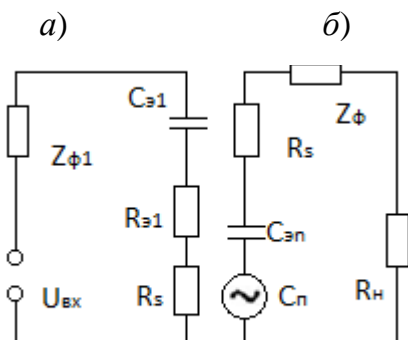 а) б)
Cэ1
Zф
Zф1
Rs
Rэ1
Cэп
Uвх
Rs
Cп
Rн